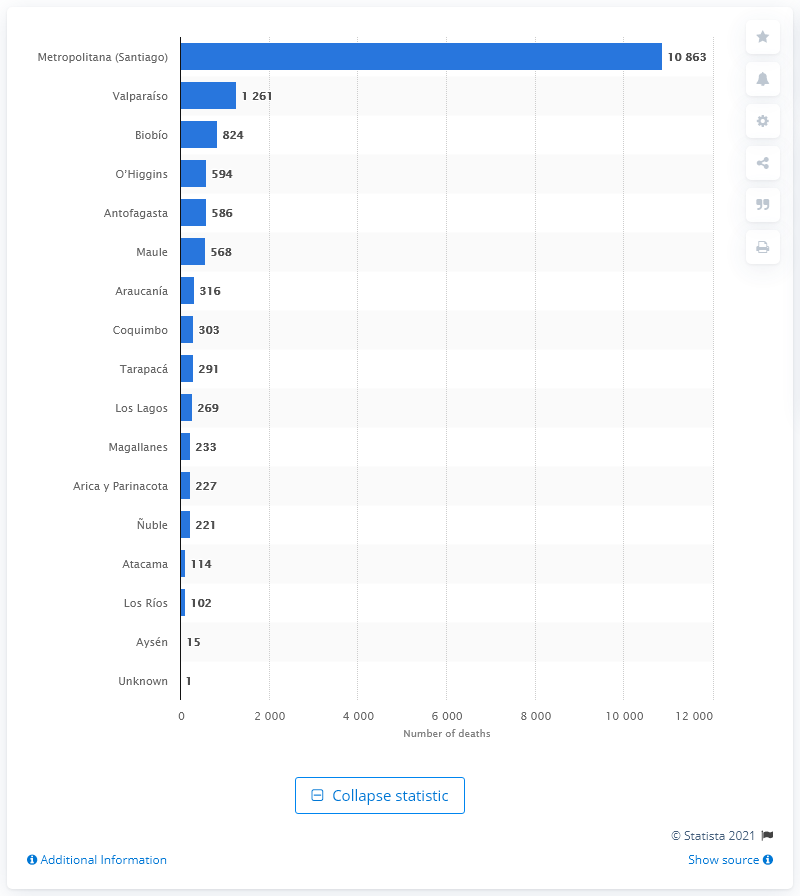 Metropolitana (Santiago) 10 863
Valparaíso 1 261
Biobío 824
O'Higgins 594
Antofagasta 586
Maule 568
Araucanía 316
Coquimbo 303
Tarapacá 291
Los Lagos 269
Magallanes 233
Arica y Parinacota 227
Ñuble 221
Atacama 114
Los Ríos 102
Aysén 15
Unknown 1
0 2 000 4 000 6 000 8 000 10 000 12 000
Number of deaths
Collapse statistic
© Statista 2021
Additional Information Show source